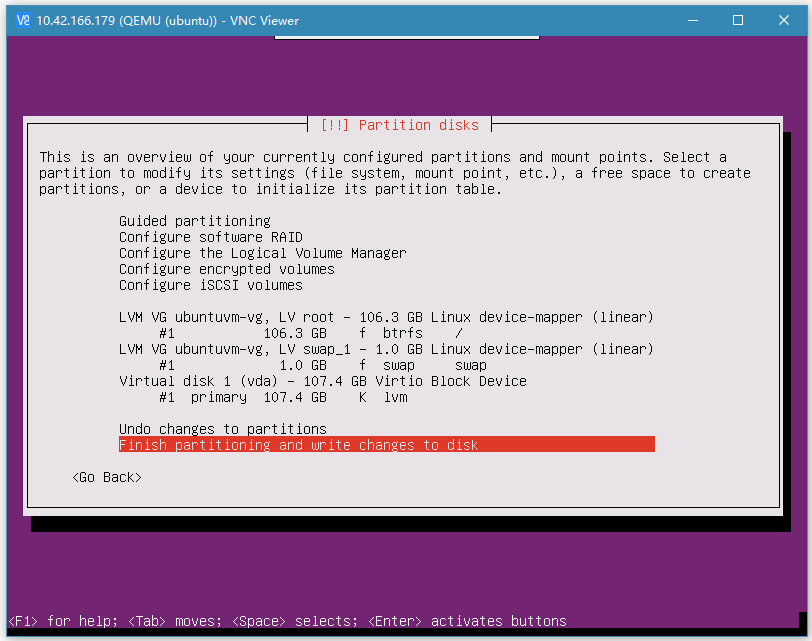 VE 10.42.166.179 (QEMU (ubuntu)) - VNC Viewer
[!!] Partition disks
This is an overview of your currently configured partitions and mount points. Select a
partition to modify its settings (file system, mount point, etc.), a free space to create
partitions, or a device to initialize its partition table.
Guided partitioning
Configure software RAID
Configure the Logical Volume Manager
Configure encrypted volumes
Configure iSCSI volumes
LVM VG ubuntuvm-vg, LV root - 106.3 GB Linux device-mapper (linear)
#1 106.3 GB f btrfs /
LVM VG ubuntuvm-vg, LV swap_1 - 1.0 GB Linux device-mapper (linear)
#1 1.0 GB f swap swap
Virtual disk 1 (vda) - 107.4 GB Virtio Block Device
#1 primary 107.4 GB K lvm
Undo changes to partitions
Finish partitioning and write changes to disk
<Go Back>
<F1> for help; <Tab> moves; <Space> selects; <Enter> activates buttons